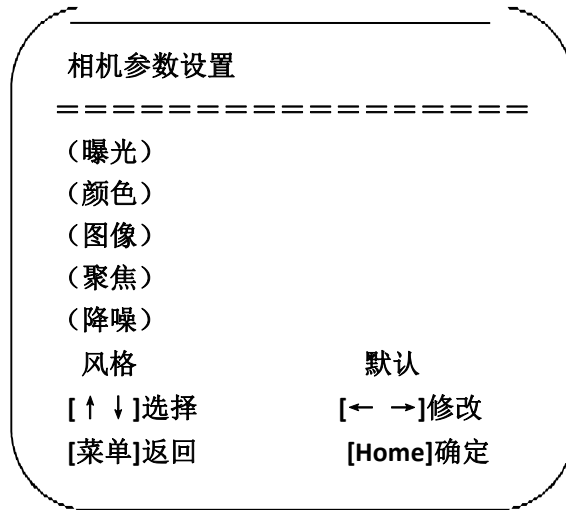 相机参数设置
==================
（曝光）
（颜色）
（图像）
（聚焦）
（降噪）
风格 默认
[↑↓]选择 [← →]修改
[菜单]返回 [Home]确定